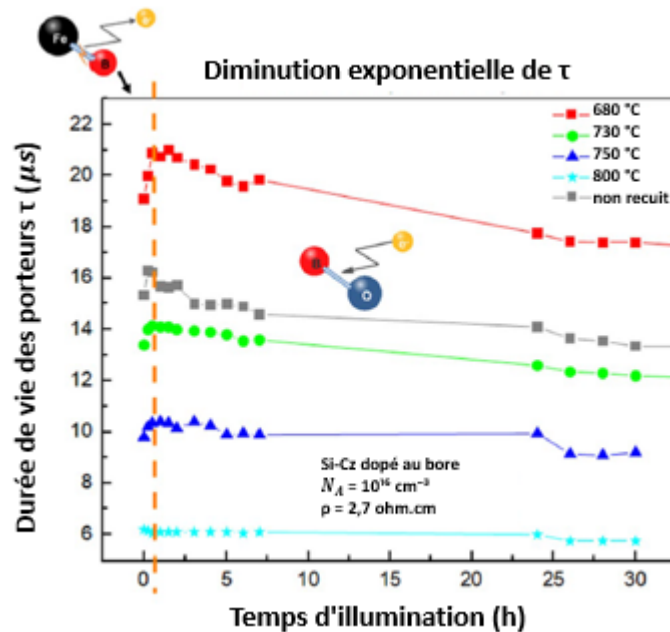 Fe
B
Diminution exponentielle de τ
680 °C
730 °C
750 °C
800 °C
non recuit
Durée de vie des porteurs τ (μs)
22
20
18
16
14
12
10
8
6
B
O
Si-Cz dopé au bore
N_A = 10¹⁶ cm⁻³
ρ = 2,7 ohm.cm
0 5 10 15 20 25 30
Temps d'illumination (h)